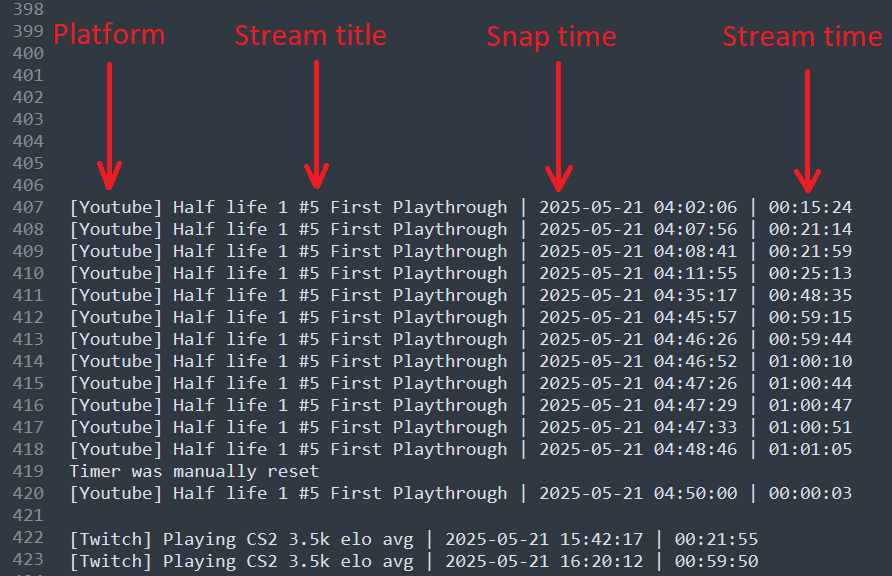 398
399
Platform Stream title Snap time Stream time
400
401
402
403
404
405
406
407 [Youtube] Half life 1 #5 First Playthrough | 2025-05-21 04:02:06 | 00:15:24
408 [Youtube] Half life 1 #5 First Playthrough | 2025-05-21 04:07:56 | 00:21:14
409 [Youtube] Half life 1 #5 First Playthrough | 2025-05-21 04:08:41 | 00:21:59
410 [Youtube] Half life 1 #5 First Playthrough | 2025-05-21 04:11:55 | 00:25:13
411 [Youtube] Half life 1 #5 First Playthrough | 2025-05-21 04:35:17 | 00:48:35
412 [Youtube] Half life 1 #5 First Playthrough | 2025-05-21 04:45:57 | 00:59:15
413 [Youtube] Half life 1 #5 First Playthrough | 2025-05-21 04:46:26 | 00:59:44
414 [Youtube] Half life 1 #5 First Playthrough | 2025-05-21 04:46:52 | 01:00:10
415 [Youtube] Half life 1 #5 First Playthrough | 2025-05-21 04:47:26 | 01:00:44
416 [Youtube] Half life 1 #5 First Playthrough | 2025-05-21 04:47:29 | 01:00:47
417 [Youtube] Half life 1 #5 First Playthrough | 2025-05-21 04:47:33 | 01:00:51
418 [Youtube] Half life 1 #5 First Playthrough | 2025-05-21 04:48:46 | 01:01:05
419 Timer was manually reset
420 [Youtube] Half life 1 #5 First Playthrough | 2025-05-21 04:50:00 | 00:00:03
421
422 [Twitch] Playing CS2 3.5k elo avg | 2025-05-21 15:42:17 | 00:21:55
423 [Twitch] Playing CS2 3.5k elo avg | 2025-05-21 16:20:12 | 00:59:50